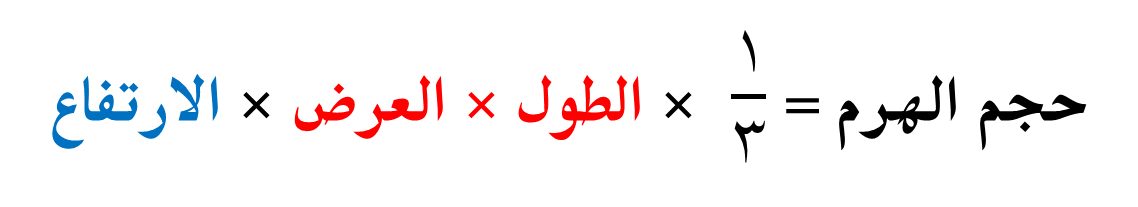 حجم الهرم = ١/٣ × الطول × العرض × الارتفاع